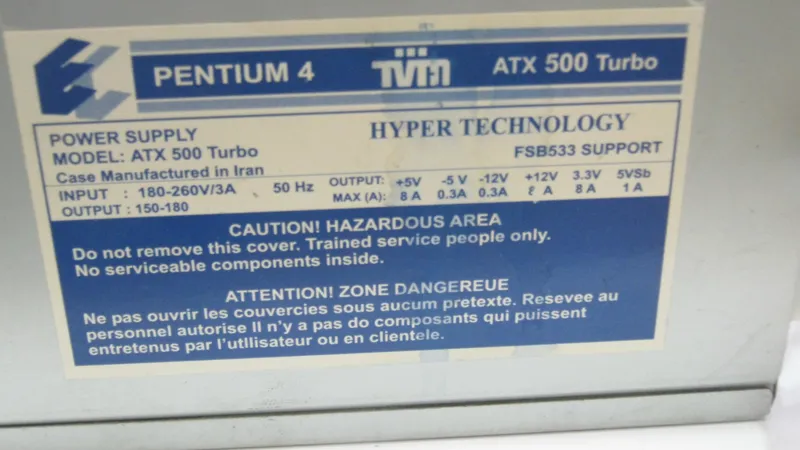 PENTIUM 4 TVM ATX 500 Turbo
POWER SUPPLY HYPER TECHNOLOGY
MODEL: ATX 500 Turbo FSB533 SUPPORT
Case Manufactured in Iran
INPUT : 180-260V/3A 50 Hz OUTPUT: +5V -5 V -12V +12V 3.3V 5VSb
OUTPUT : 150-180 MAX (A): 8 A 0.3A 0.3A 8 A 8 A 1 A
CAUTION! HAZARDOUS AREA
Do not remove this cover. Trained service people only.
No serviceable components inside.
ATTENTION! ZONE DANGEREUE
Ne pas ouvrir les couvercies sous aucum pretexte. Resevee au
personnel autorise Il n'y a pas do composants qui puissent
entretenus par l'utllisateur ou en clientele.